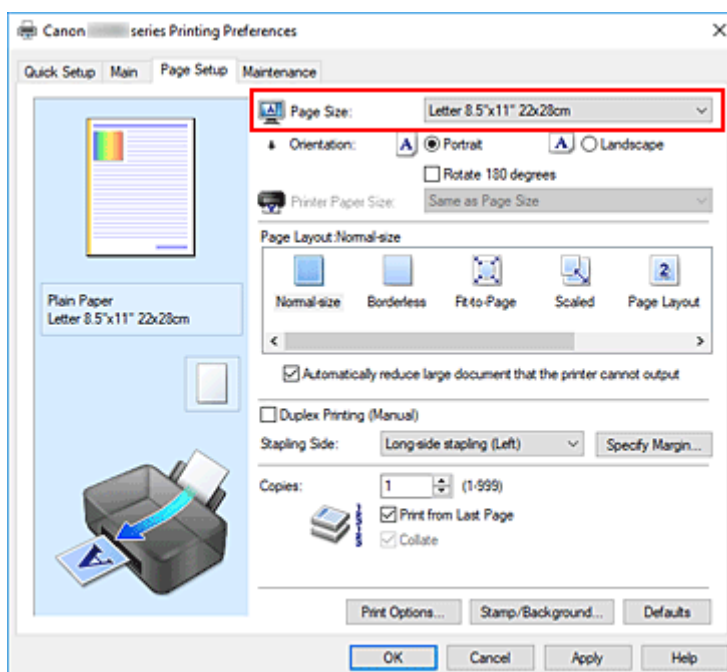 Canon series Printing Preferences
Quick Setup Main Page Setup Maintenance
Page Size: Letter 8.5"x11" 22x28cm
Orientation: A Portrait A Landscape
Rotate 180 degrees
Printer Paper Size: Same as Page Size
Page Layout:Normal-size
2
Normal-size Borderless Fit-to-Page Scaled Page Layout
Plain Paper
Letter 8.5"x11" 22x28cm
Automatically reduce large document that the printer cannot output
Duplex Printing (Manual)
Stapling Side: Long-side stapling (Left) Specify Margin...
Copies: 1 (1-999)
Print from Last Page
Collate
A
Print Options... Stamp/Background... Defaults
OK Cancel Apply Help